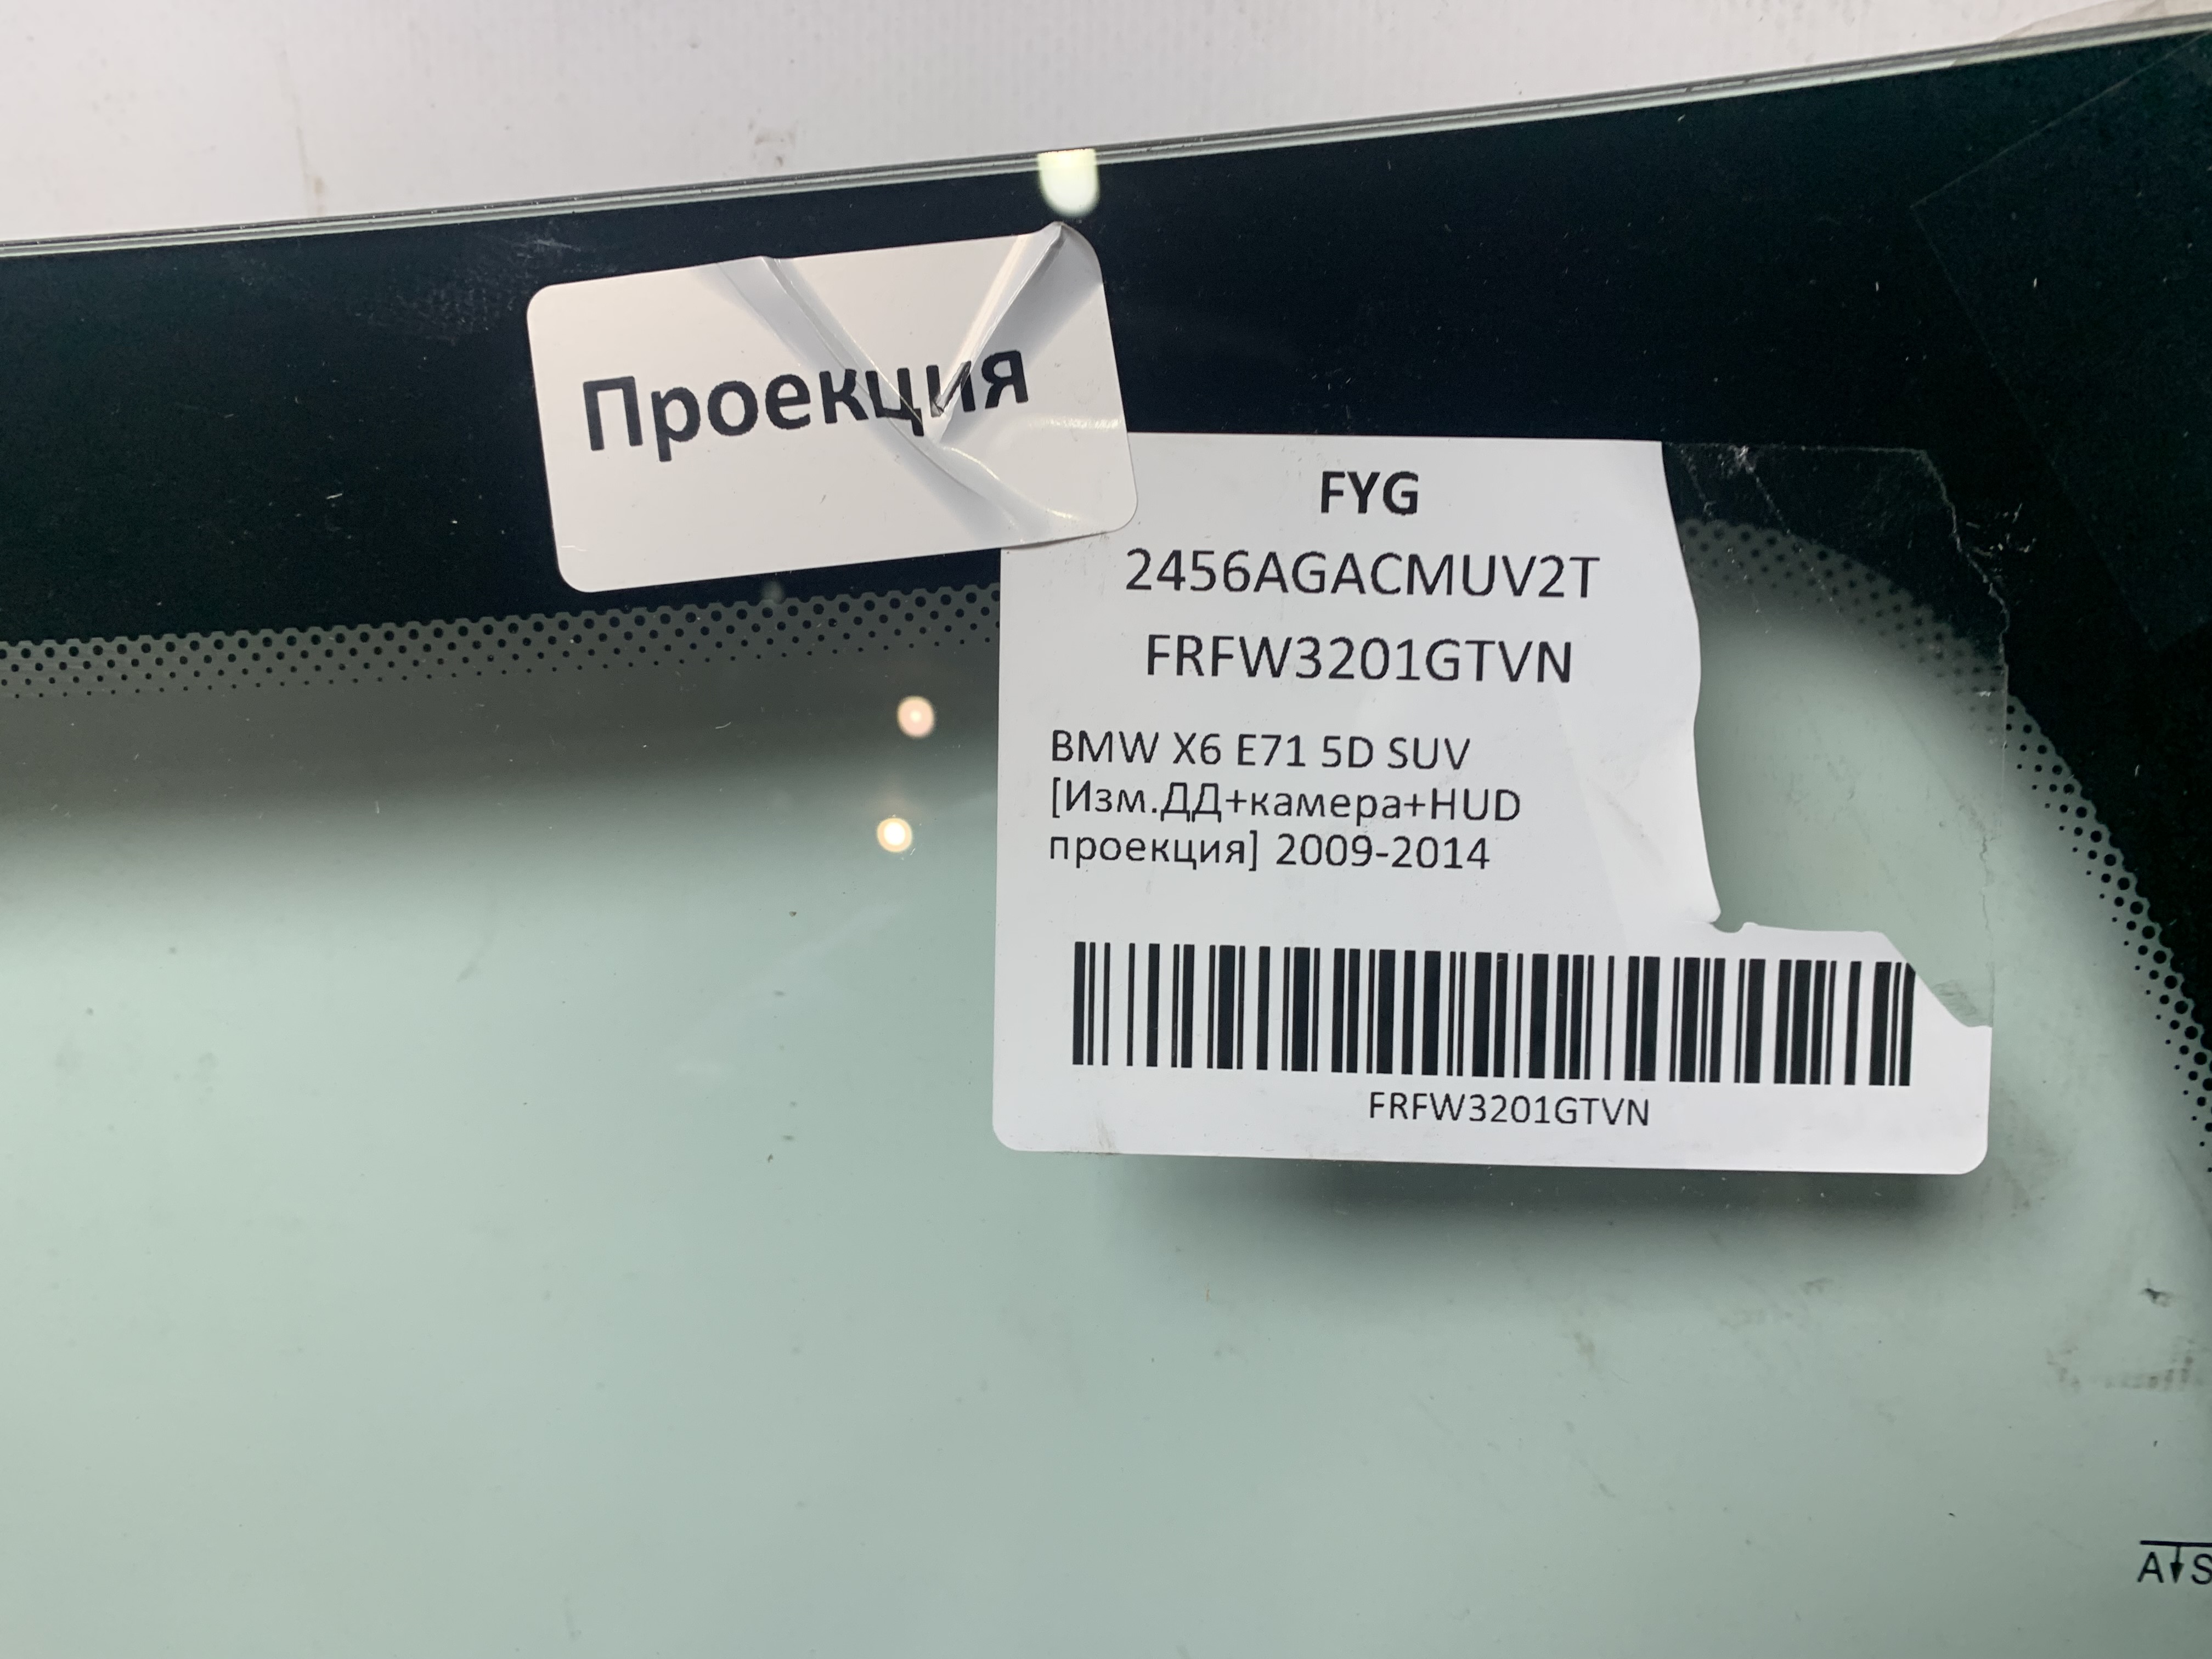 Проекция
FYG
2456AGACMUV2T
FRFW3201GTVN
BMW X6 E71 5D SUV
[Изм.ДД+камера+HUD
проекция] 2009-2014
FRFW3201GTVN
A S